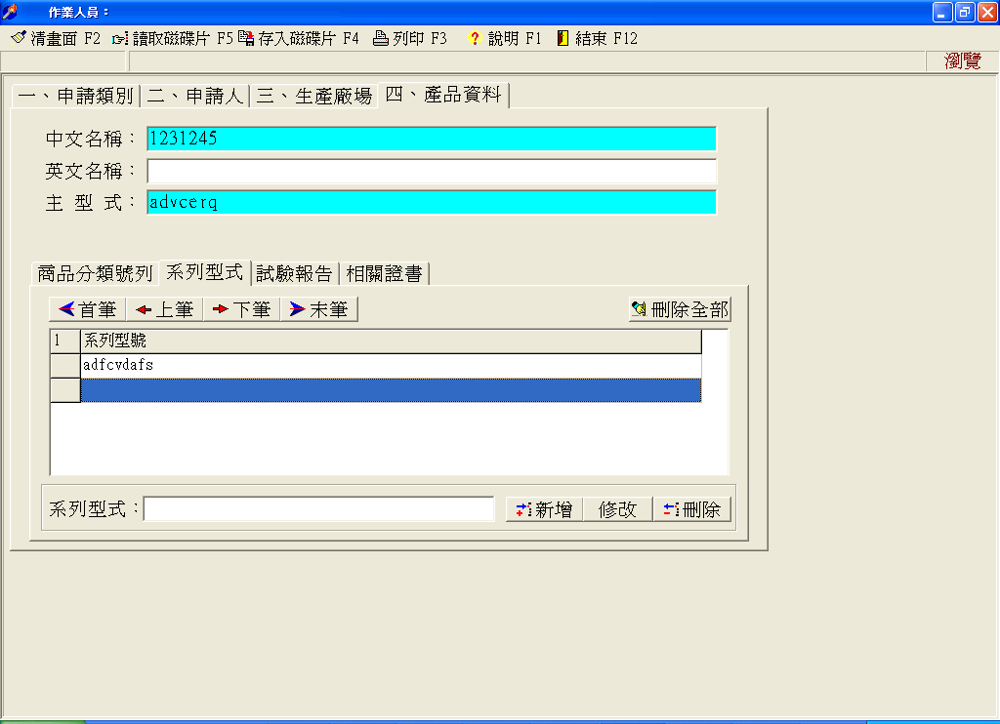 作業人員：
清畫面 F2 讀取磁碟片 F5 存入磁碟片 F4 列印 F3 ? 說明 F1 結束 F12
瀏覽
一、申請類別 二、申請人 三、生產廠場 四、產品資料
中文名稱： 1231245
英文名稱：
主 型 式： advcerq
商品分類號列 系列型式 試驗報告 相關證書
首筆 上筆 下筆 末筆 刪除全部
1 系列型號
adfcvdafs
系列型式： 新增 修改 刪除